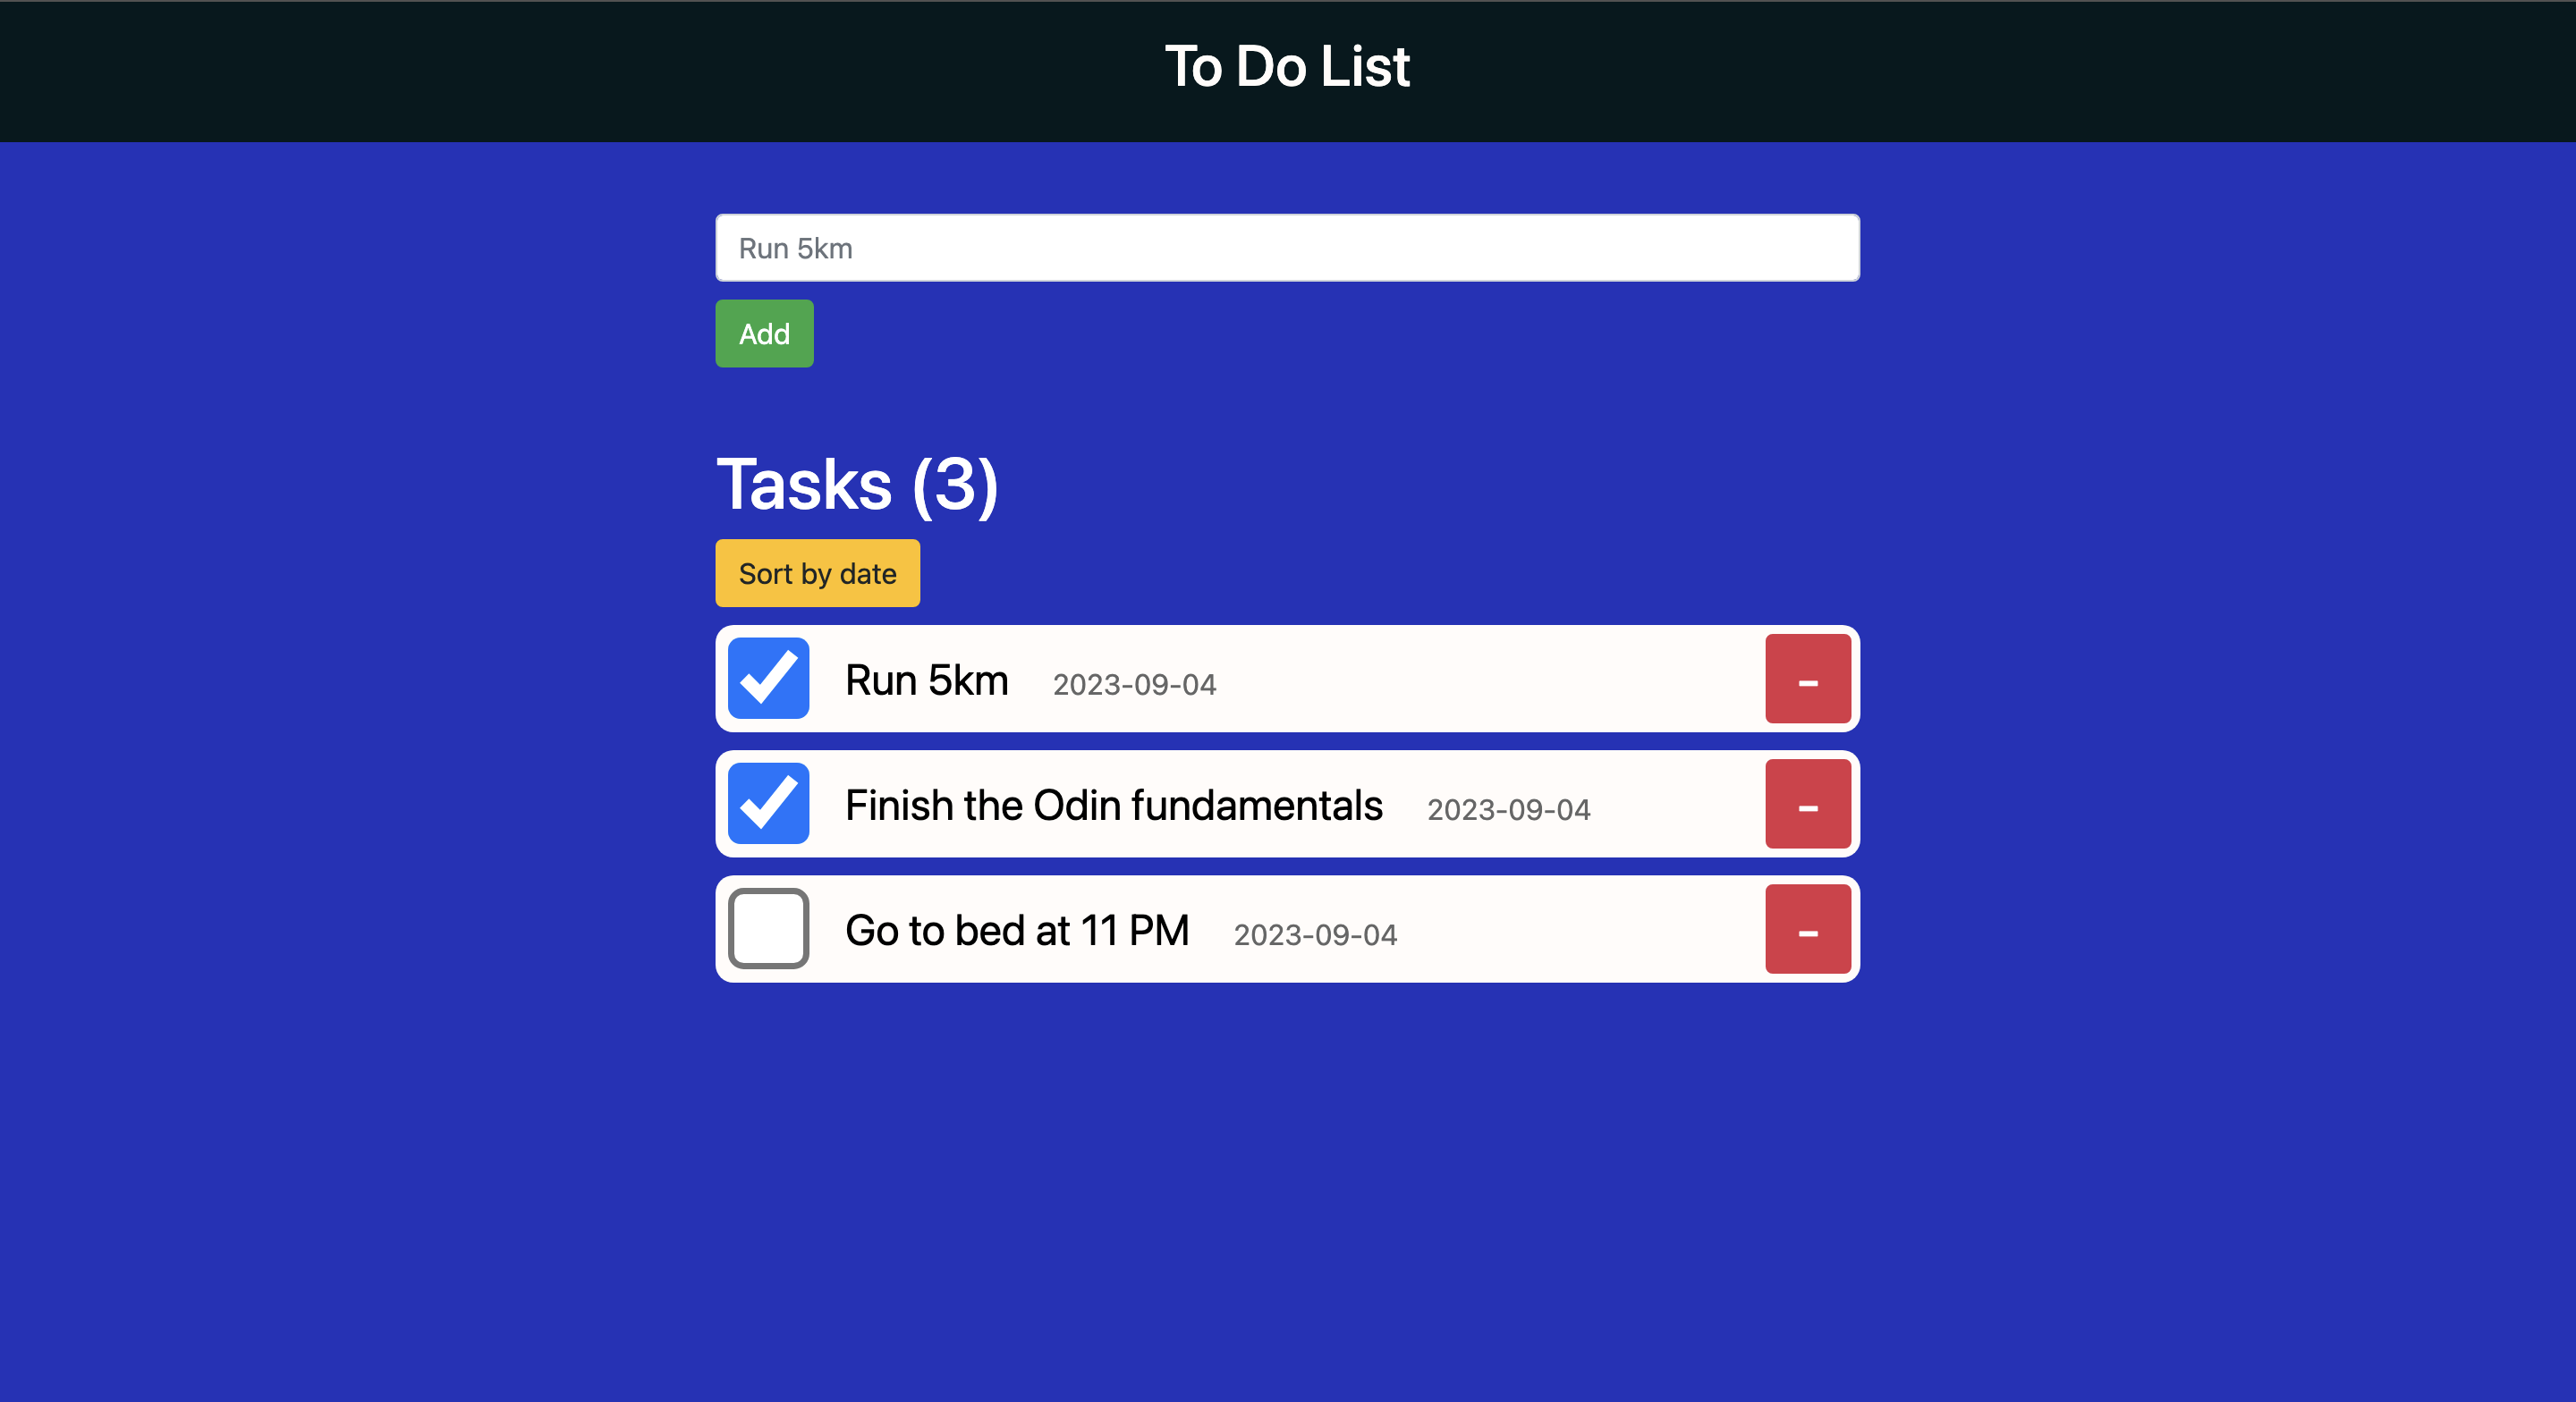 To Do List
Run 5km
Add
Tasks (3)
Sort by date
Run 5km 2023-09-04 -
Finish the Odin fundamentals 2023-09-04 -
Go to bed at 11 PM 2023-09-04 -